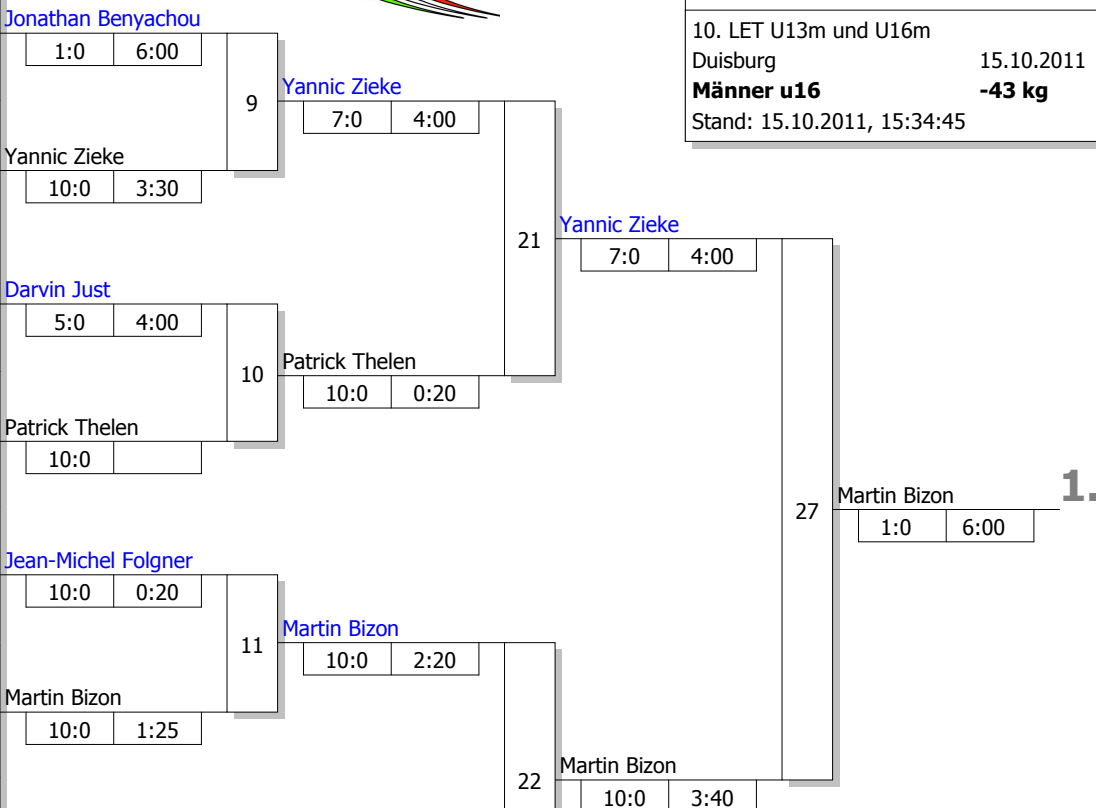 Jonathan Benyachou
1:0 6:00
9
Yannic Zieke
10:0 3:30
Yannic Zieke
7:0 4:00
Darvin Just
5:0 4:00
10
Patrick Thelen
10:0
Patrick Thelen
10:0 0:20
21
Yannic Zieke
7:0 4:00
Jean-Michel Folgner
10:0 0:20
11
Martin Bizon
10:0 1:25
Martin Bizon
10:0 2:20
22
Martin Bizon
10:0 3:40
27
Martin Bizon
1:0 6:00
1.
10. LET U13m und U16m
Duisburg 15.10.2011
Männer u16 -43 kg
Stand: 15.10.2011, 15:34:45